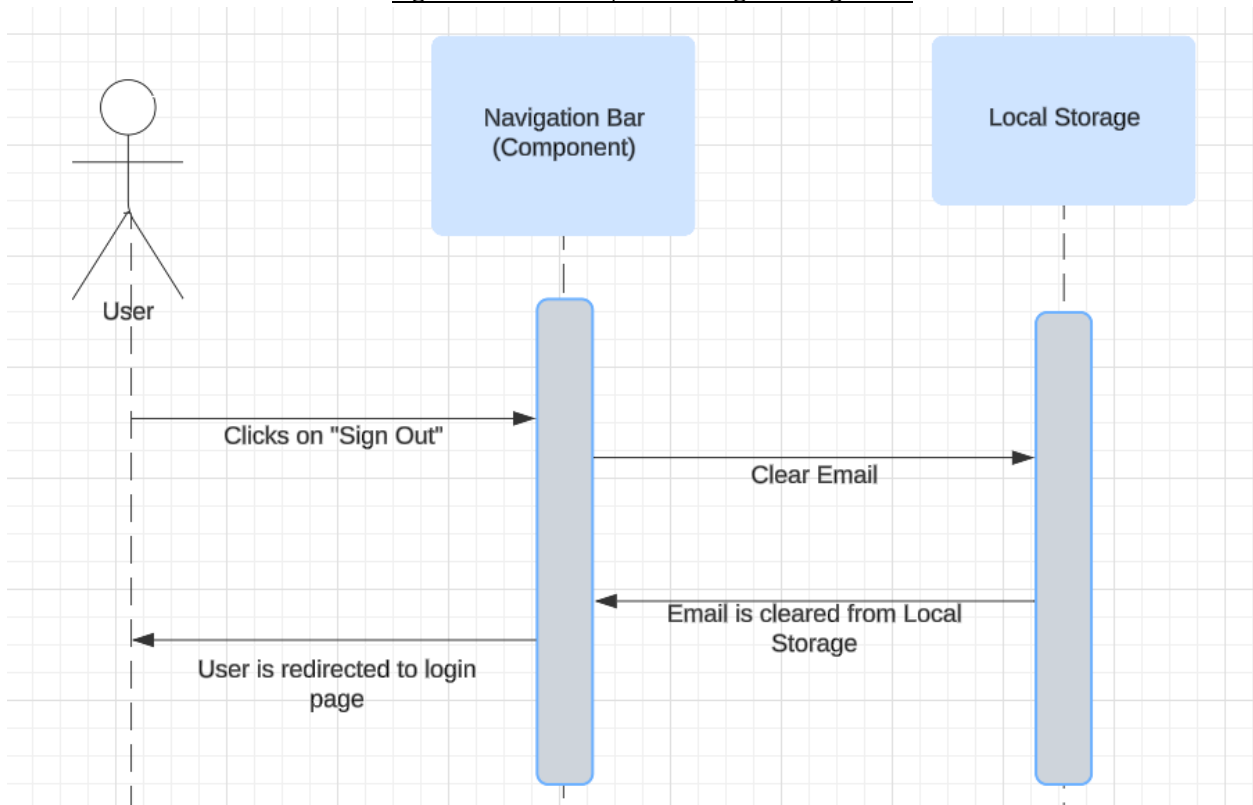 Navigation Bar
(Component)
Local Storage
User
Clicks on "Sign Out"
Clear Email
Email is cleared from Local
Storage
User is redirected to login
page